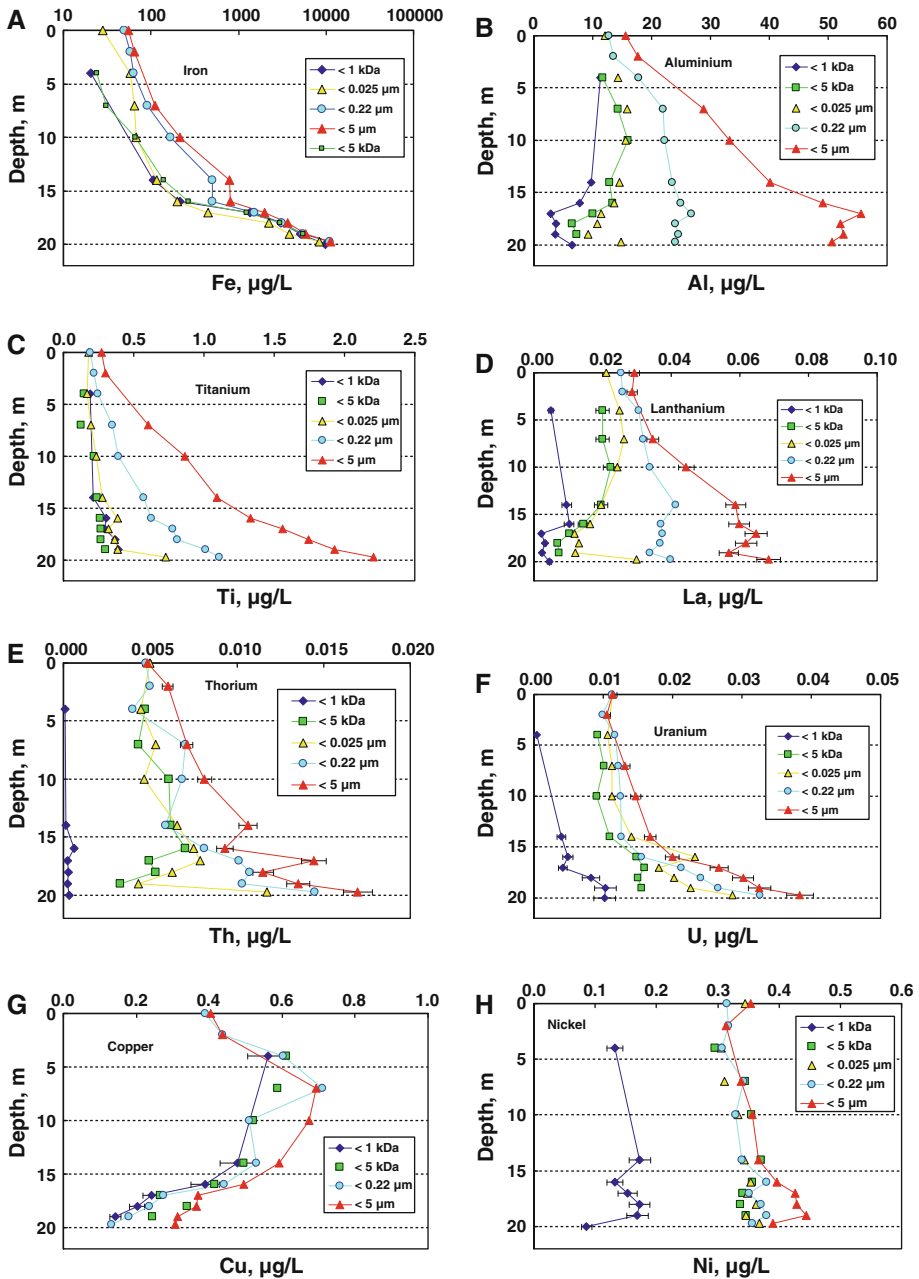 A
10 100 1000 10000 100000
0
5
10
15
20
Depth, m
Iron
< 1 kDa
< 0.025 µm
< 0.22 µm
< 5 µm
< 5 kDa
Fe, µg/L
B
0 10 20 30 40 50 60
0
5
10
15
20
Depth, m
Aluminium
< 1 kDa
< 5 kDa
< 0.025 µm
< 0.22 µm
< 5 µm
Al, µg/L
C
0.0 0.5 1.0 1.5 2.0 2.5
0
5
10
15
20
Depth, m
Titanium
< 1 kDa
< 5 kDa
< 0.025 µm
< 0.22 µm
< 5 µm
Ti, µg/L
D
0.00 0.02 0.04 0.06 0.08 0.10
0
5
10
15
20
Depth, m
Lanthanium
< 1 kDa
< 5 kDa
< 0.025 µm
< 0.22 µm
< 5 µm
La, µg/L
E
0.000 0.005 0.010 0.015 0.020
0
5
10
15
20
Depth, m
Thorium
< 1 kDa
< 5 kDa
< 0.025 µm
< 0.22 µm
< 5 µm
Th, µg/L
F
0.00 0.01 0.02 0.03 0.04 0.05
0
5
10
15
20
Depth, m
Uranium
< 1 kDa
< 5 kDa
< 0.025 µm
< 0.22 µm
< 5 µm
U, µg/L
G
0.0 0.2 0.4 0.6 0.8 1.0
0
5
10
15
20
Depth, m
Copper
< 1 kDa
< 5 kDa
< 0.22 µm
< 5 µm
Cu, µg/L
H
0.0 0.1 0.2 0.3 0.4 0.5 0.6
0
5
10
15
20
Depth, m
Nickel
< 1 kDa
< 5 kDa
< 0.025 µm
< 0.22 µm
< 5 µm
Ni, µg/L